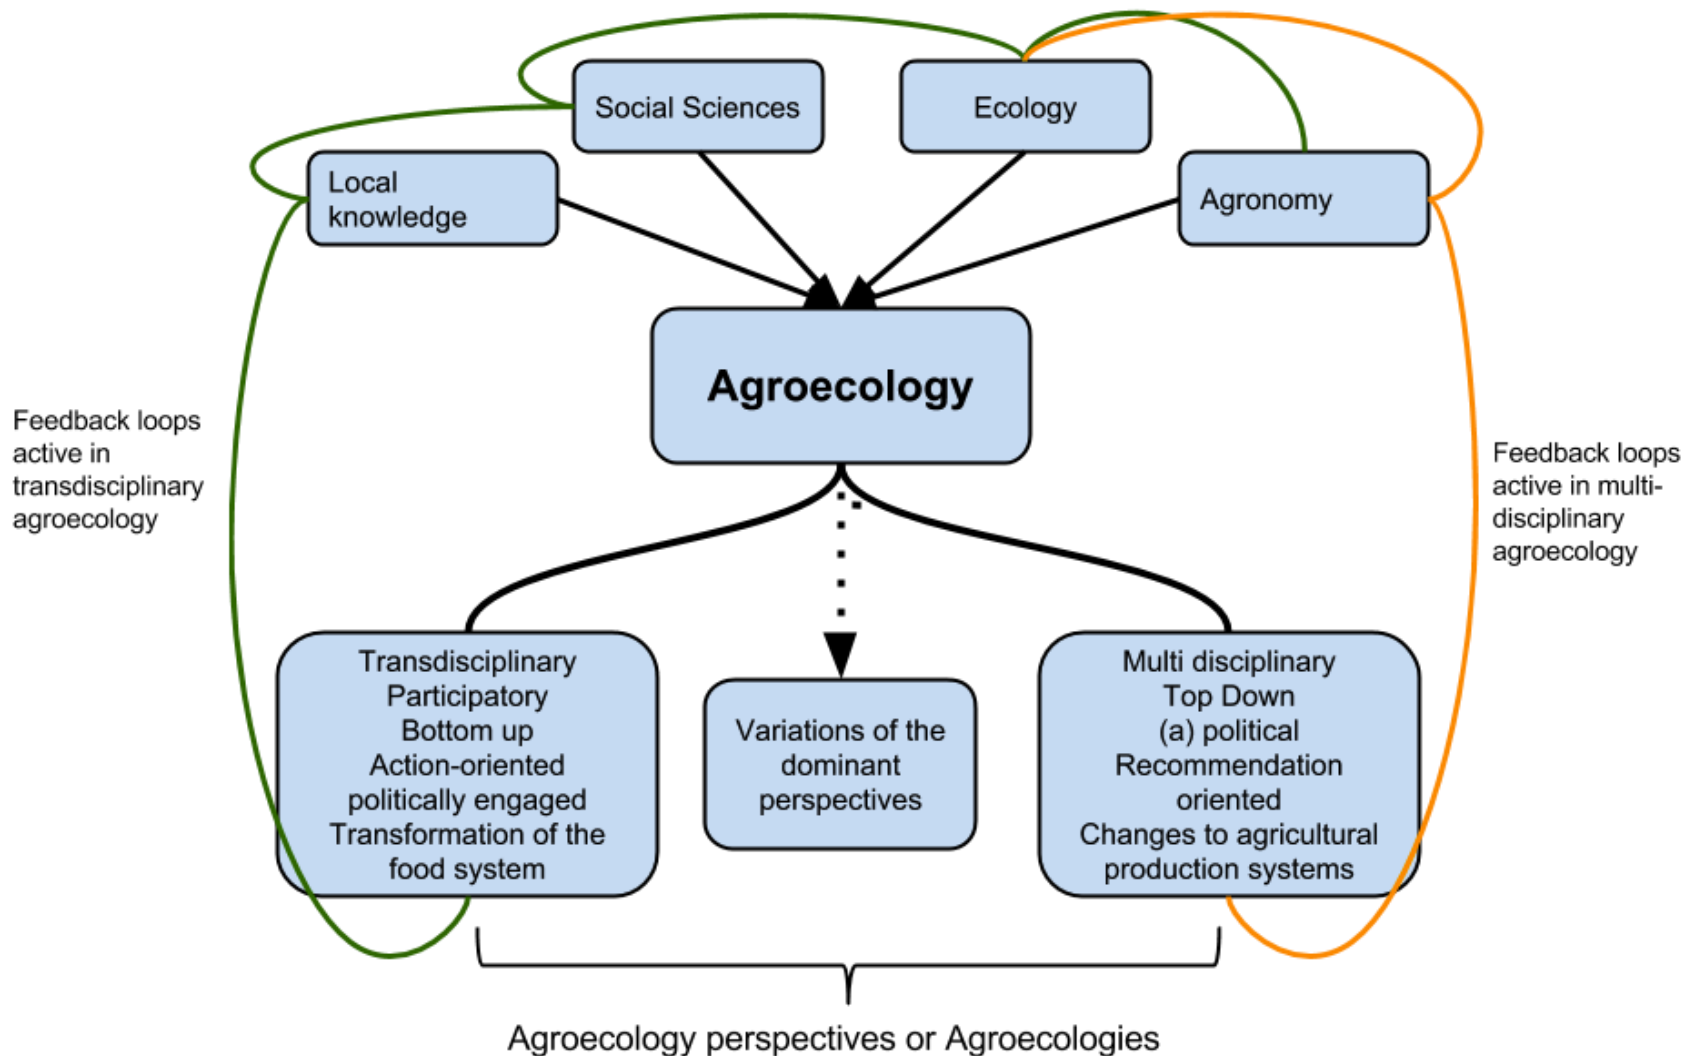 Social Sciences
Ecology
Local
knowledge
Agronomy
Agroecology
Feedback loops
active in
transdisciplinary
agroecology
Feedback loops
active in multi-
disciplinary
agroecology
Transdisciplinary
Participatory
Bottom up
Action-oriented
politically engaged
Transformation of the
food system
Variations of the
dominant
perspectives
Multi disciplinary
Top Down
(a) political
Recommendation
oriented
Changes to agricultural
production systems
Agroecology perspectives or Agroecologies